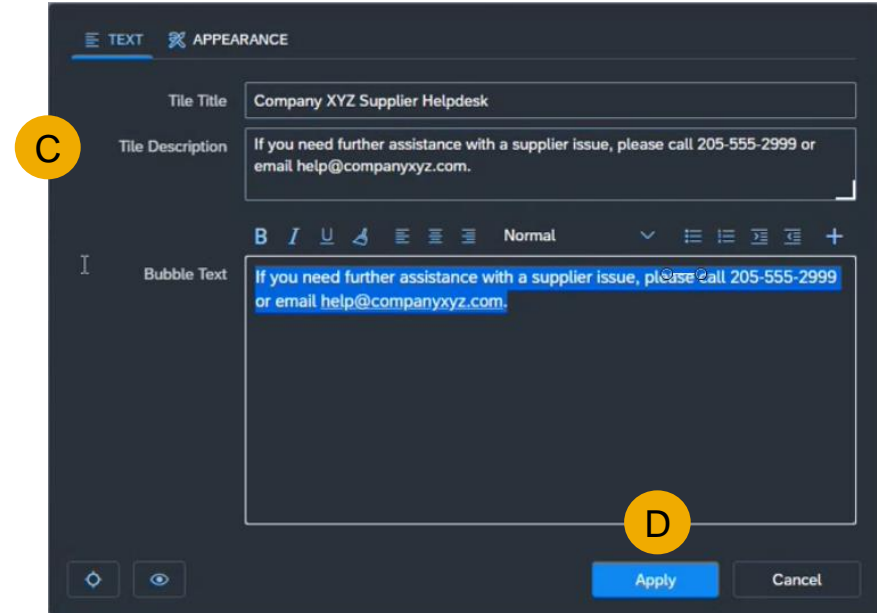 TEXT APPEARANCE
Tile Title Company XYZ Supplier Helpdesk
C
Tile Description If you need further assistance with a supplier issue, please call 205-555-2999 or
email help@companyxyz.com.
B I U Normal
Bubble Text If you need further assistance with a supplier issue, please call 205-555-2999
or email help@companyxyz.com.
D
Apply Cancel